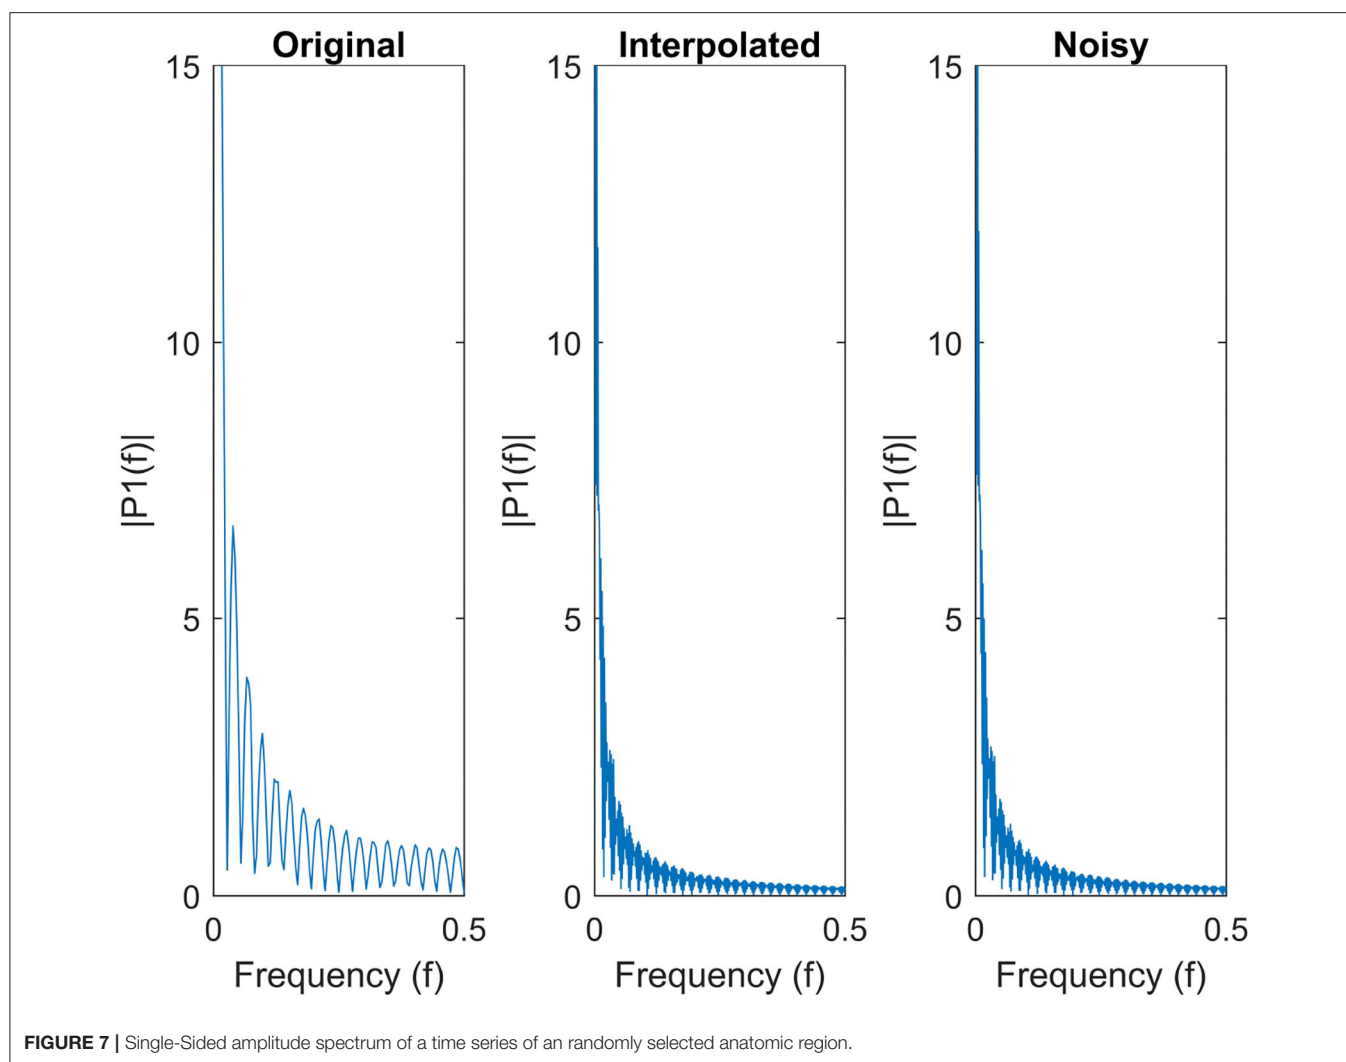 Original
Interpolated
Noisy
15
10
5
0
0
0.5
|P1(f)|
Frequency (f)
15
10
5
0
0
0.5
|P1(f)|
Frequency (f)
15
10
5
0
0
0.5
|P1(f)|
Frequency (f)
FIGURE 7 | Single-Sided amplitude spectrum of a time series of an randomly selected anatomic region.